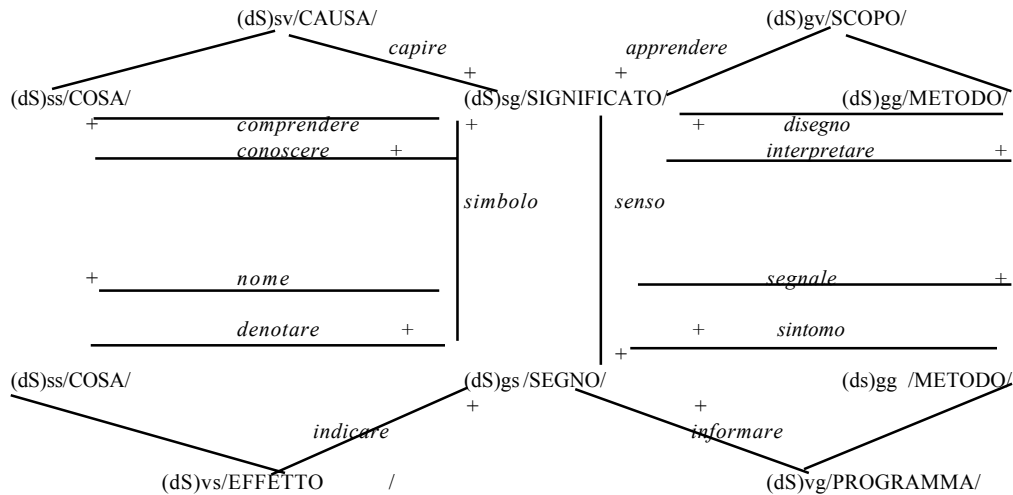 (dS)sv/CAUSA/ (dS)gv/SCOPO/
capire apprendere
+ +
(dS)ss/COSA/ (dS)sg/SIGNIFICATO/ (dS)gg/METODO/
+ comprendere + + disegno
conoscere + interpretare +
simbolo senso
+ nome segnale +
denotare + + sintomo
+
(dS)ss/COSA/ (dS)gs/SEGNO/ (ds)gg /METODO/
+ +
indicare informare
(dS)vs/EFFETTO / (dS)vg/PROGRAMMA/